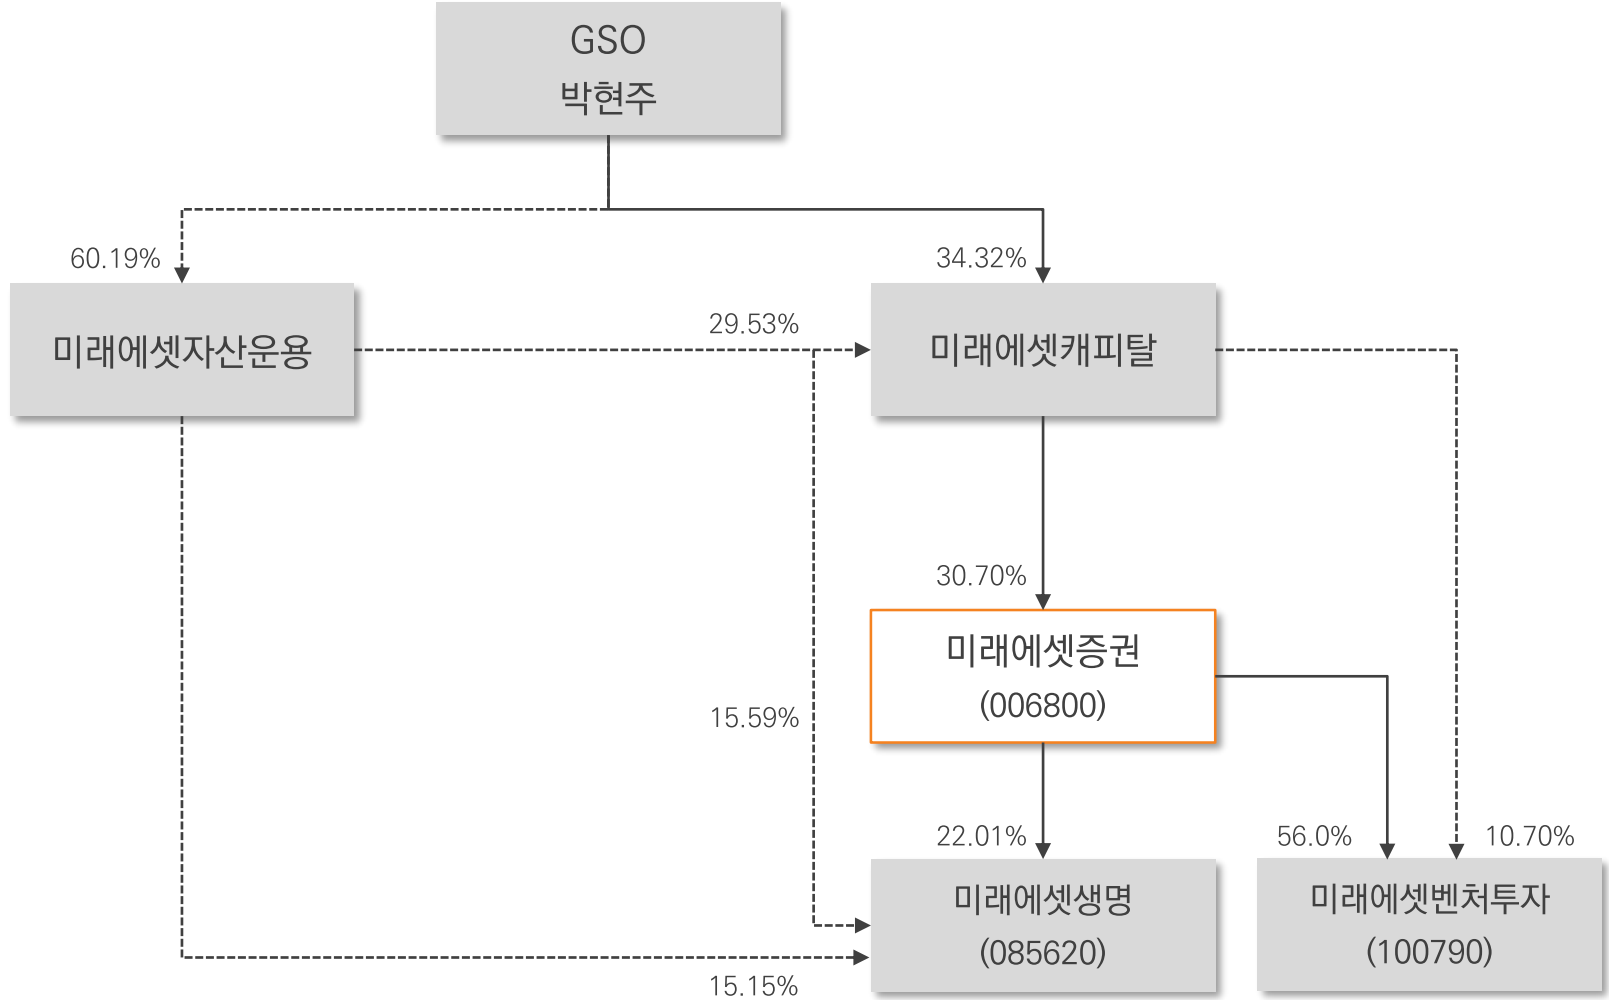 GSO
박현주
60.19%
34.32%
미래에셋자산운용
29.53%
미래에셋캐피탈
30.70%
미래에셋증권
(006800)
15.59%
22.01%
56.0%
10.70%
미래에셋생명
(085620)
미래에셋벤처투자
(100790)
15.15%